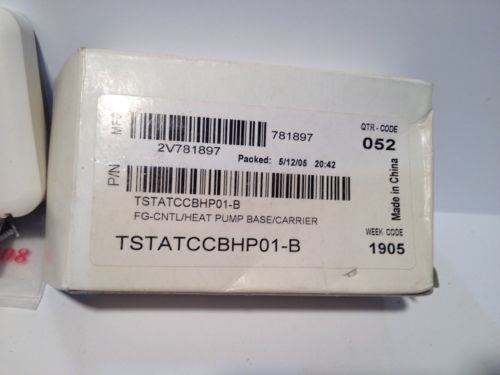 MFG
781897
2V781897
Packed: 5/12/05 20:42
QTR - CODE
052
P/N
TSTATCCBHP01-B
FG-CNTL/HEAT PUMP BASE/CARRIER
TSTATCCBHP01-B
Made in China
WEEK CODE
1905